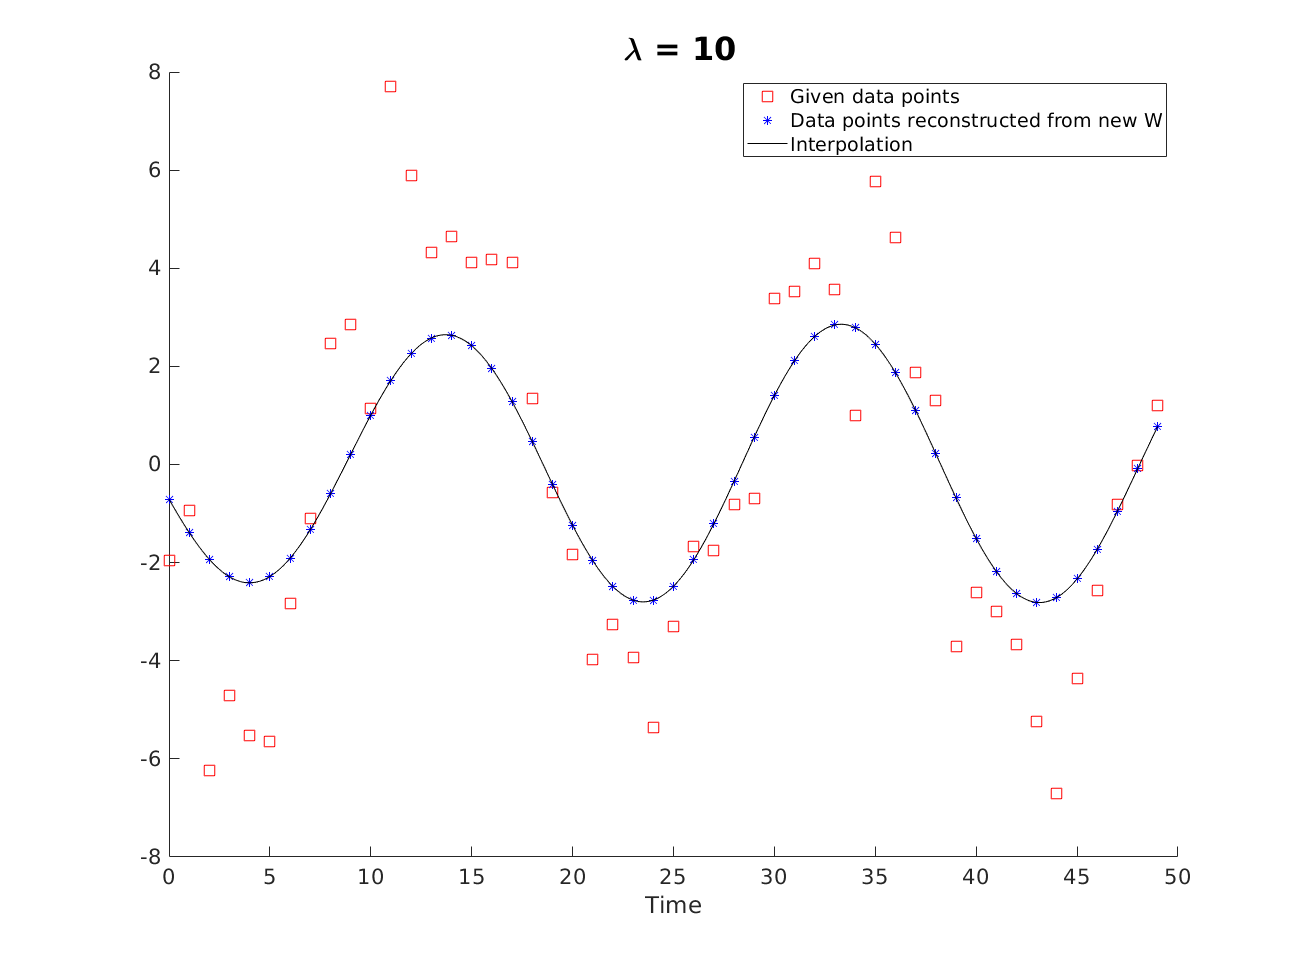 λ = 10
Given data points
Data points reconstructed from new W
Interpolation
8
6
4
2
0
-2
-4
-6
-8
0 5 10 15 20 25 30 35 40 45 50
Time